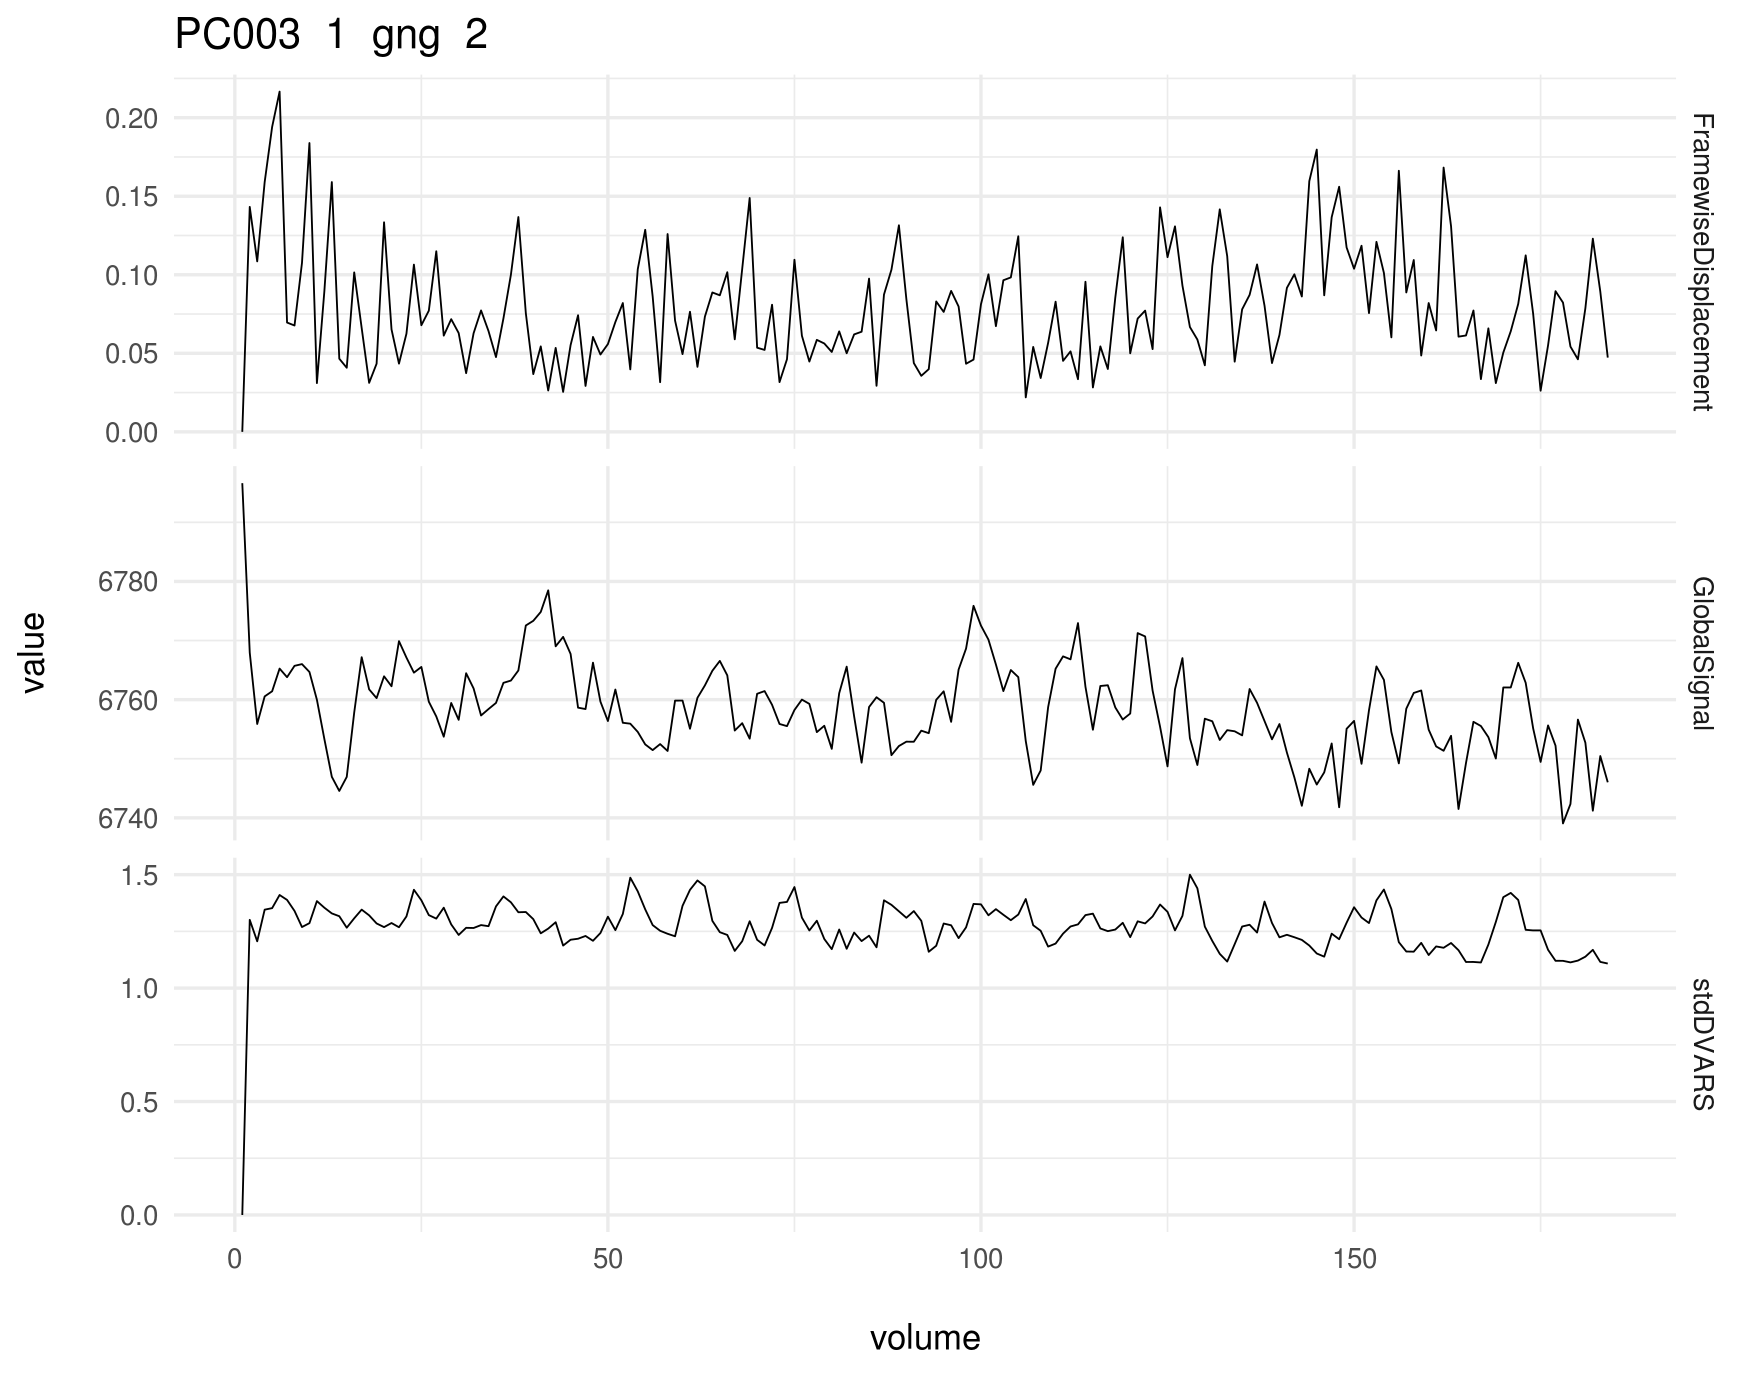 PC003 1 gng 2
0.20
0.15
0.10
0.05
0.00
FramewiseDisplacement
6780
6760
6740
GlobalSignal
value
1.5
1.0
0.5
0.0
stdDVARS
0 50 100 150
volume